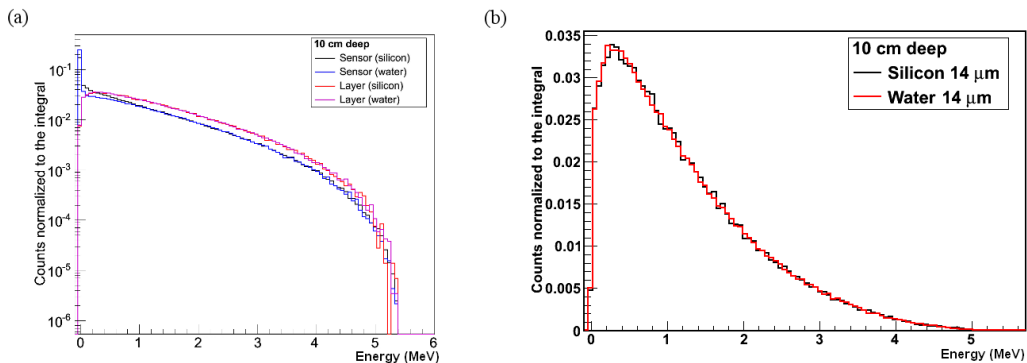 (a)
10 cm deep
Sensor (silicon)
Sensor (water)
Layer (silicon)
Layer (water)
Counts normalized to the integral
10⁻¹
10⁻²
10⁻³
10⁻⁴
10⁻⁵
10⁻⁶
0 1 2 3 4 5 6
Energy (MeV)
(b)
10 cm deep
Silicon 14 μm
Water 14 μm
Counts normalized to the integral
0.035
0.03
0.025
0.02
0.015
0.01
0.005
0
0 1 2 3 4 5
Energy (MeV)